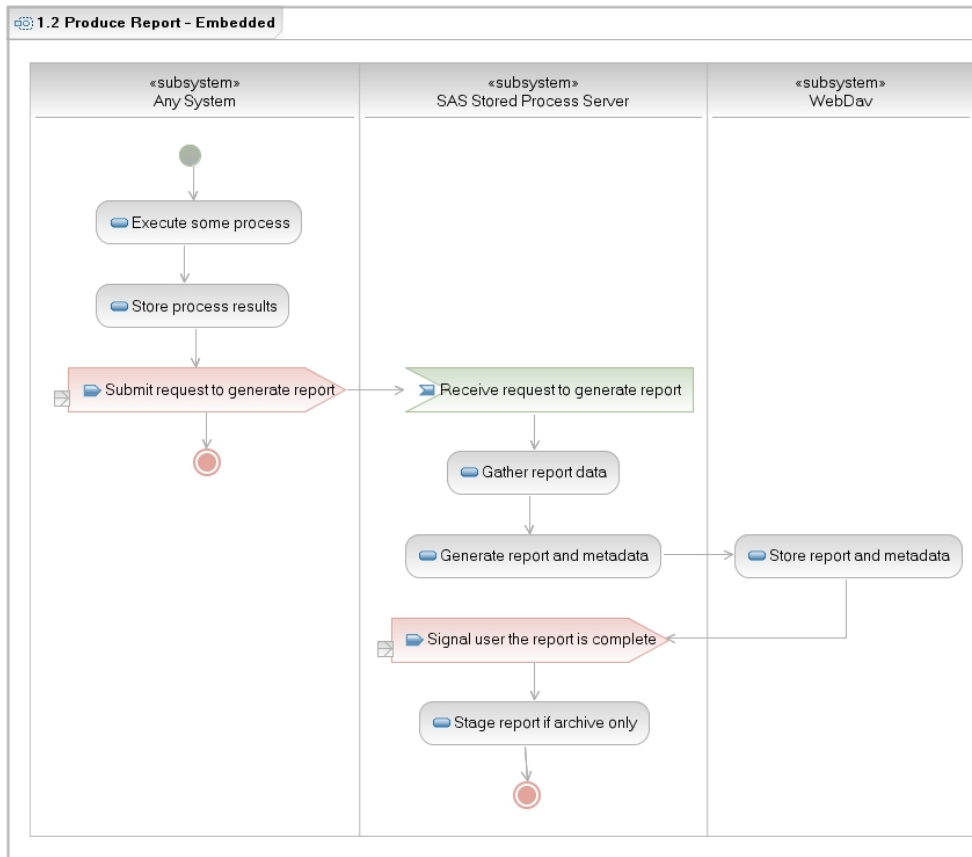 1.2 Produce Report - Embedded
«subsystem»
Any System
«subsystem»
SAS Stored Process Server
«subsystem»
WebDav
Execute some process
Store process results
Submit request to generate report
Receive request to generate report
Gather report data
Generate report and metadata
Store report and metadata
Signal user the report is complete
Stage report if archive only